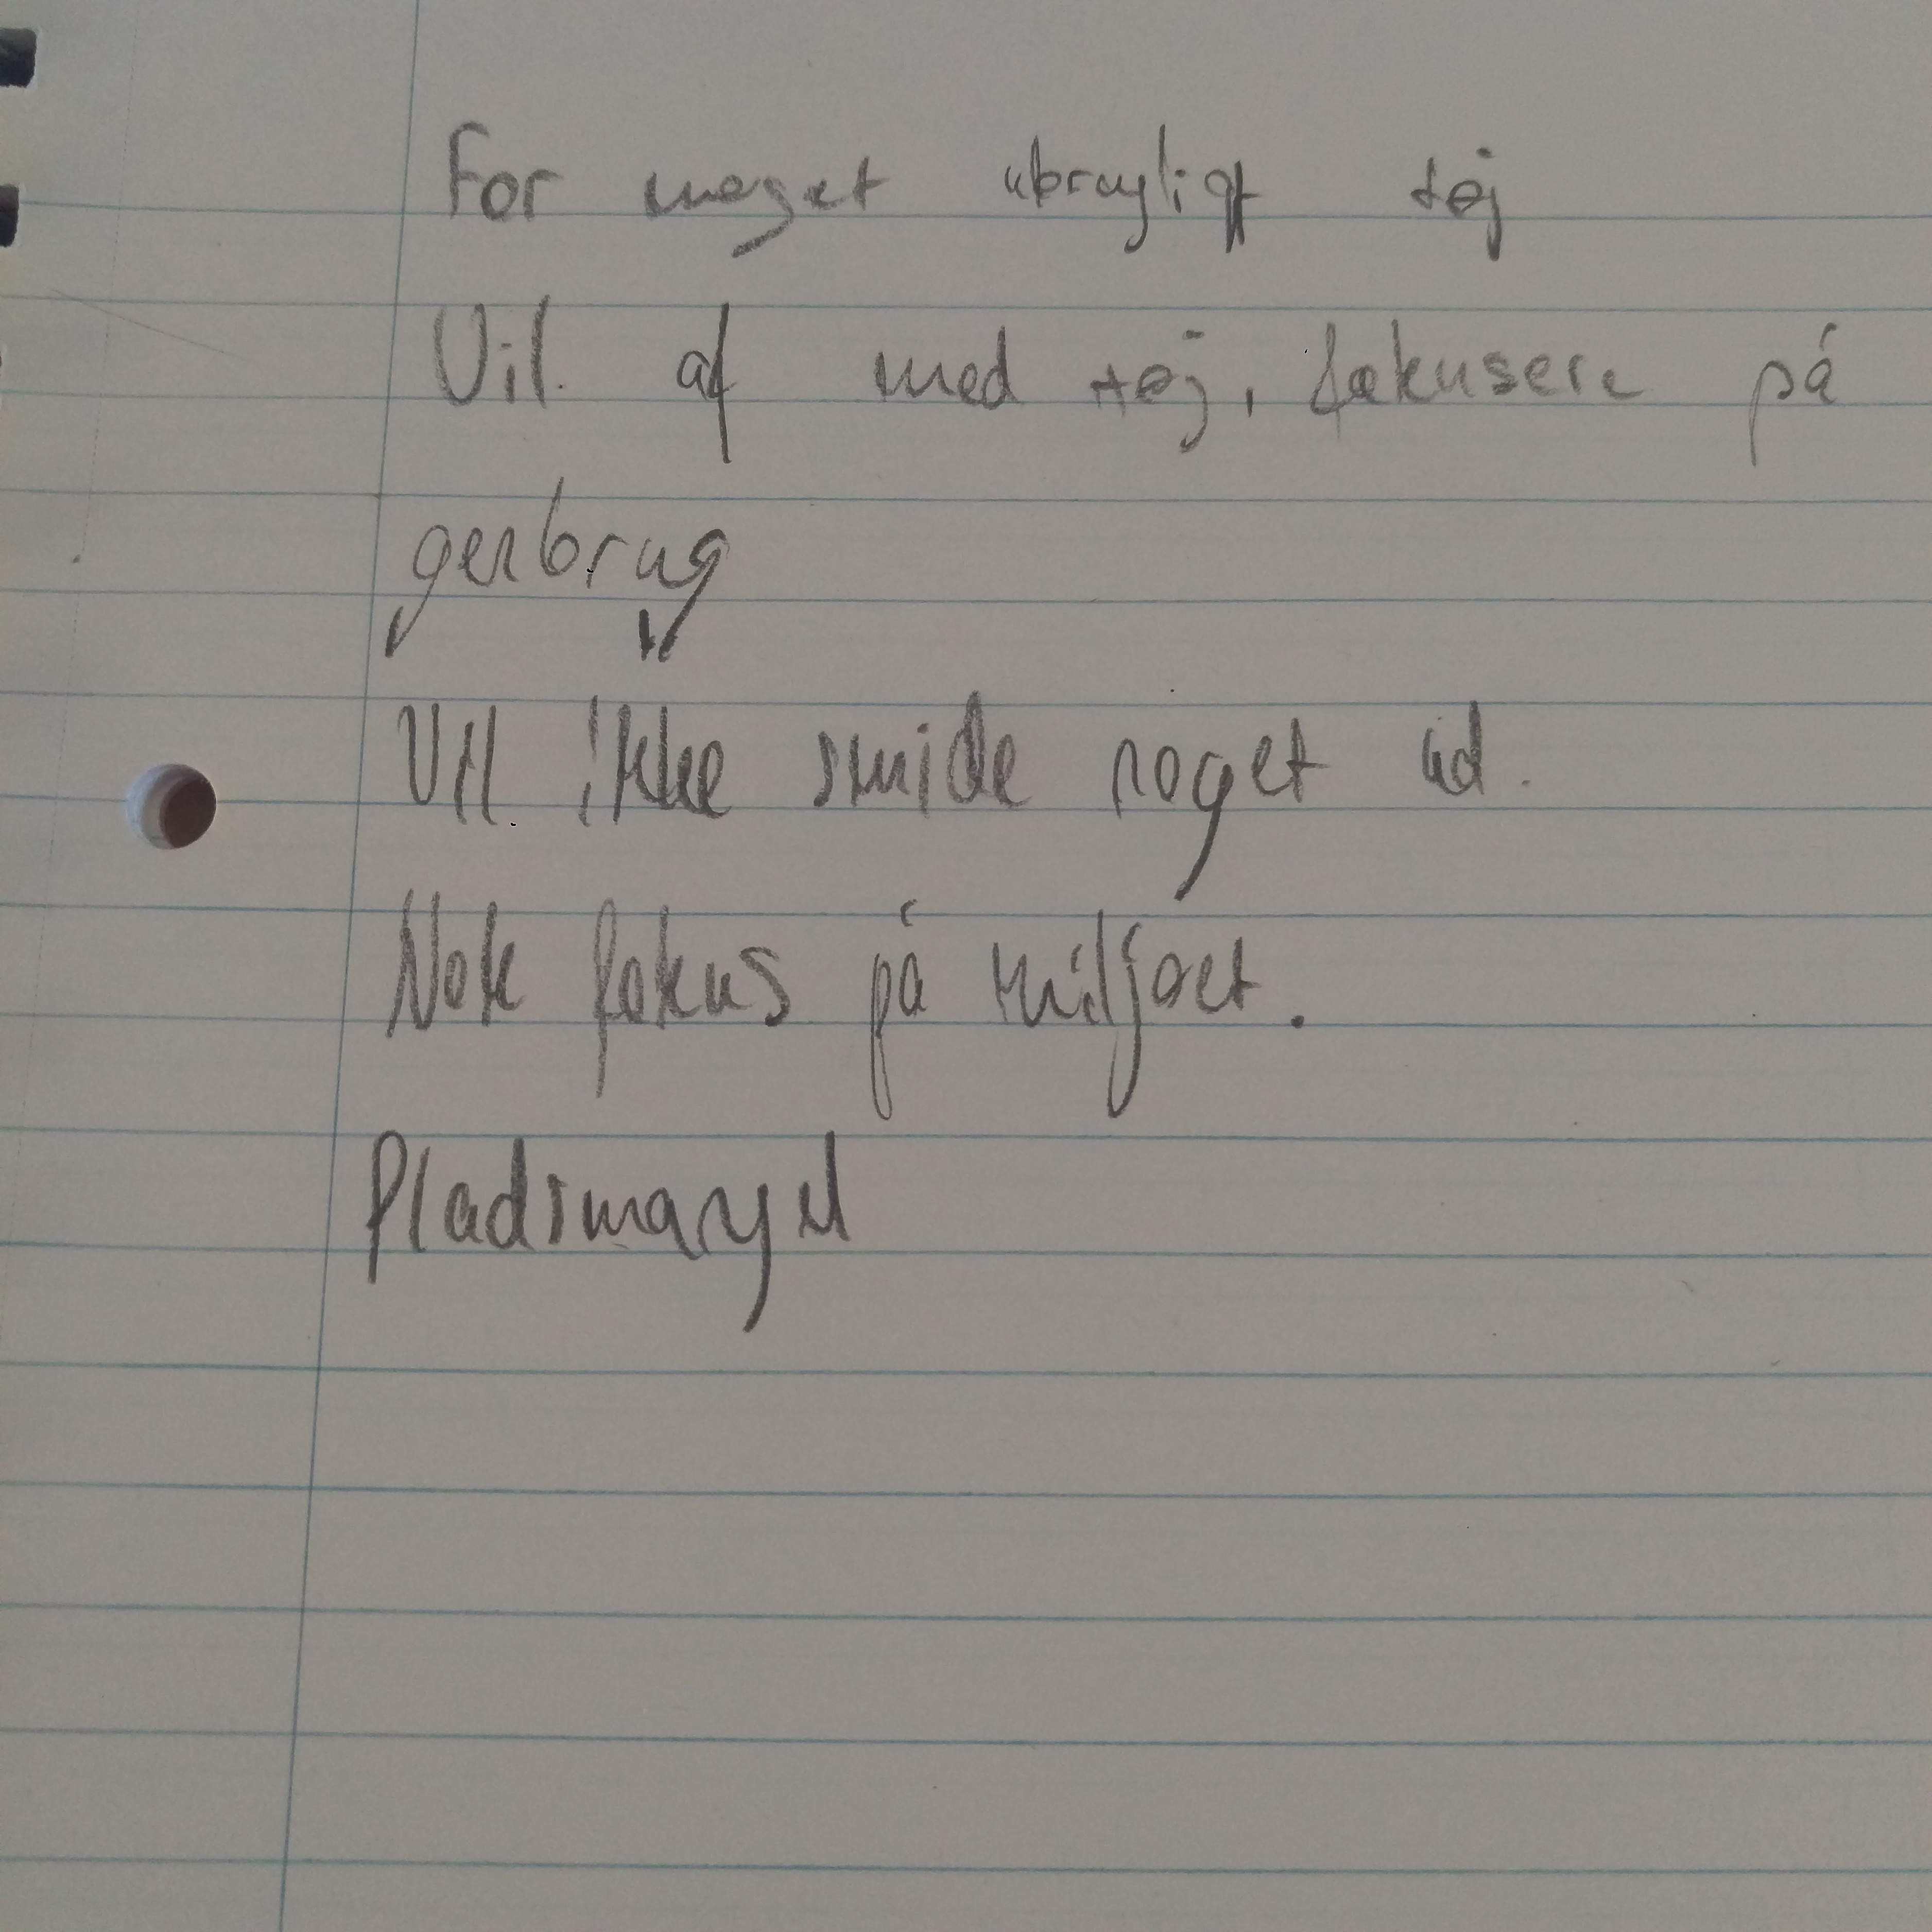 For meget ubrugligt tøj
Vil af med tøj, fokusere på
genbrug
Vil ikke smide noget ud.
Nok fokus på miljøet.
Pladsmangel